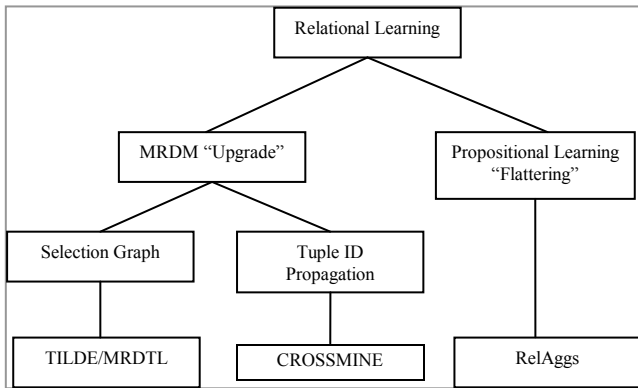 Relational Learning
MRDM “Upgrade”
Propositional Learning
“Flattering”
Selection Graph
Tuple ID
Propagation
TILDE/MRDTL
CROSSMINE
RelAggs